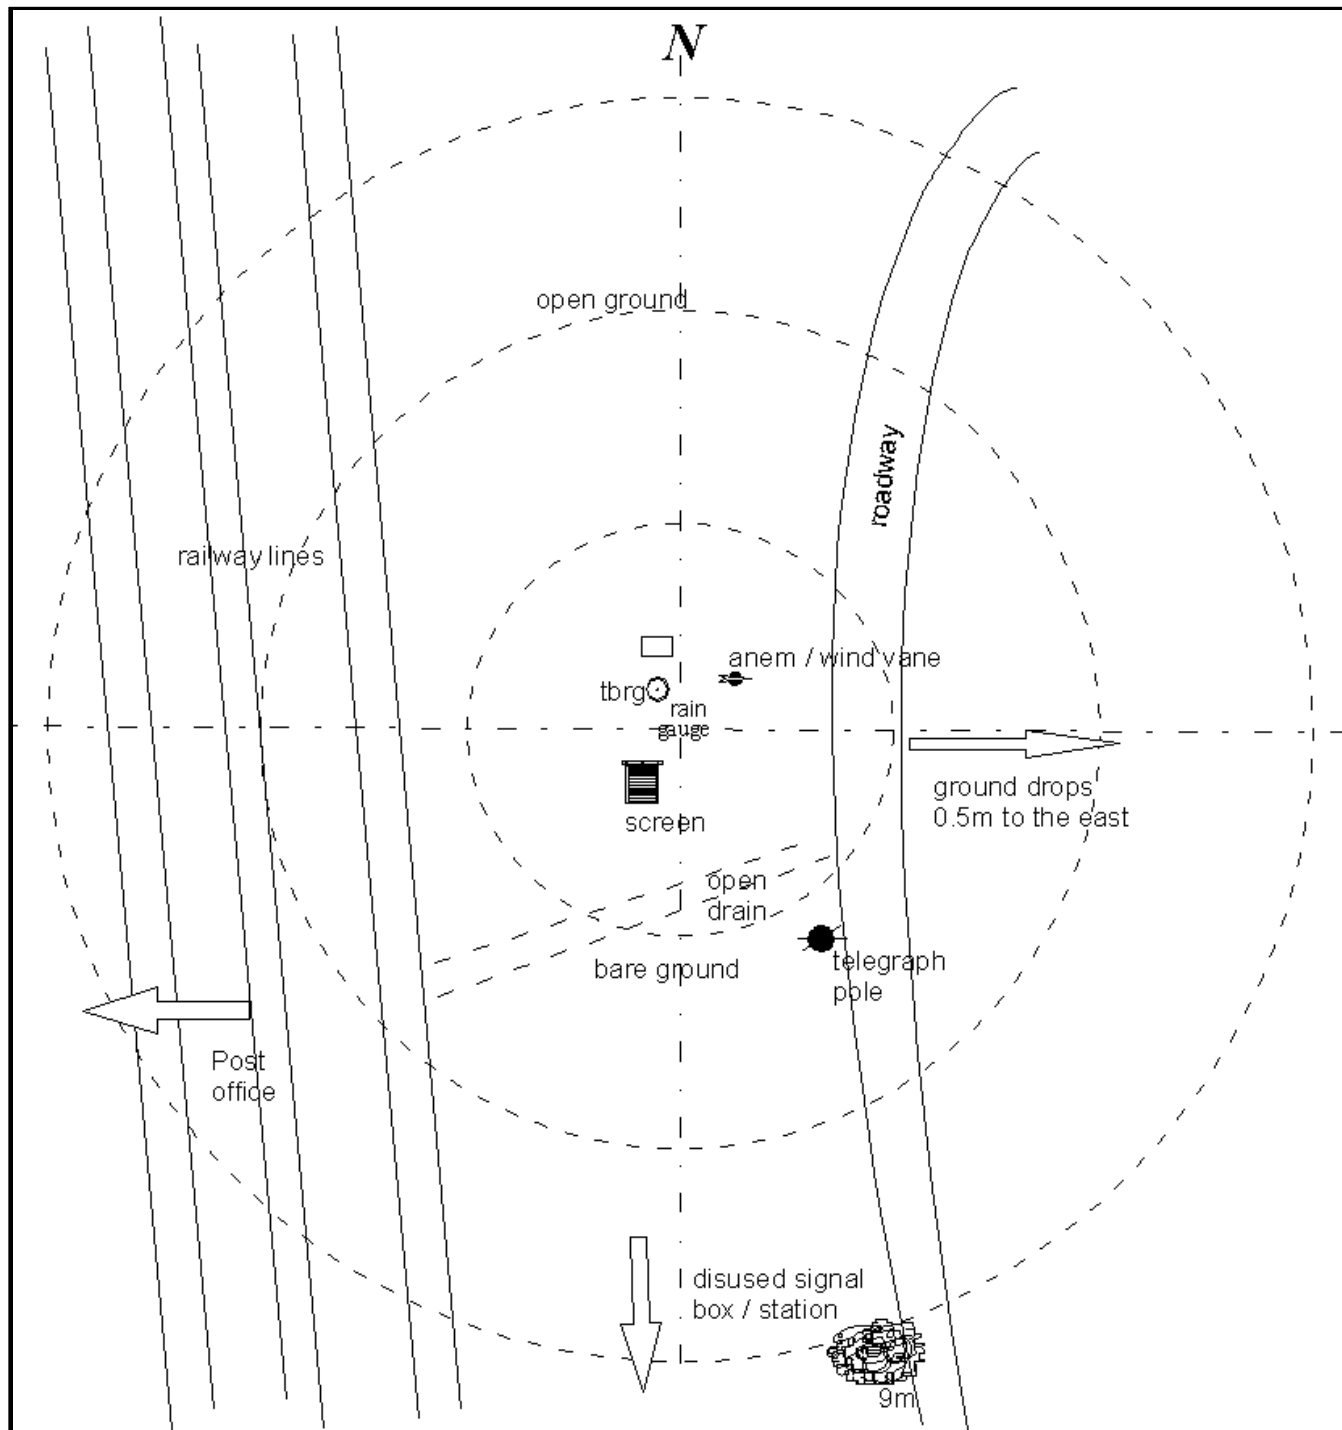 N
open ground
roadway
railway lines
anem / wind vane
tbrg
rain
gauge
ground drops
0.5m to the east
screen
open
drain
bare ground
telegraph
pole
Post
office
disused signal
box / station
9m